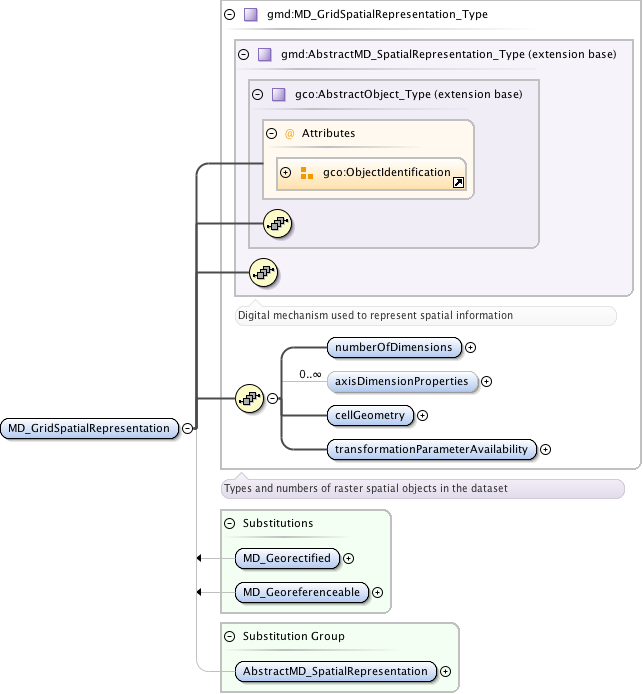 gmd:MD_GridSpatialRepresentation_Type
gmd:AbstractMD_SpatialRepresentation_Type (extension base)
gco:AbstractObject_Type (extension base)
@ Attributes
gco:ObjectIdentification
Digital mechanism used to represent spatial information
numberOfDimensions
0..∞
axisDimensionProperties
cellGeometry
MD_GridSpatialRepresentation
transformationParameterAvailability
Types and numbers of raster spatial objects in the dataset
Substitutions
MD_Georectified
MD_Georeferenceable
Substitution Group
AbstractMD_SpatialRepresentation